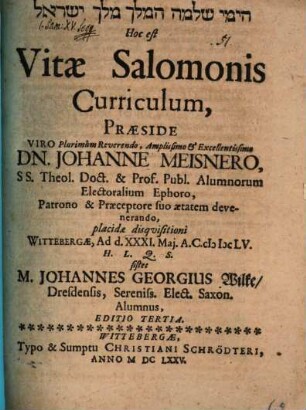 הימי שלמה המלך מלך ישראל
Hoc est
Vitæ Salomonis
Curriculum,
PRÆSIDE
VIRO Plurimùm Reverendo, Amplissimo & Excellentissimo
DN. JOHANNE MEISNERO,
SS. Theol. Doct. & Prof. Publ. Alumnorum
Electoralium Ephoro,
Patrono & Præceptore suo ætatem deve-
nerando,
placidæ disquisitioni
WITTEBERGÆ, Ad d. XXXI. Maj. A.C. cIɔ Iɔc LV.
H. L. Q. S.
sistet
M. JOHANNES GEORGIUS Wilke/
Dresdensis, Sereniss. Elect. Saxon.
Alumnus,
EDITIO TERTIA.
WITTEBERGÆ,
Typo & Sumptu CHRISTIANI SCHRÖDTERI,
ANNO M DC LXXV.